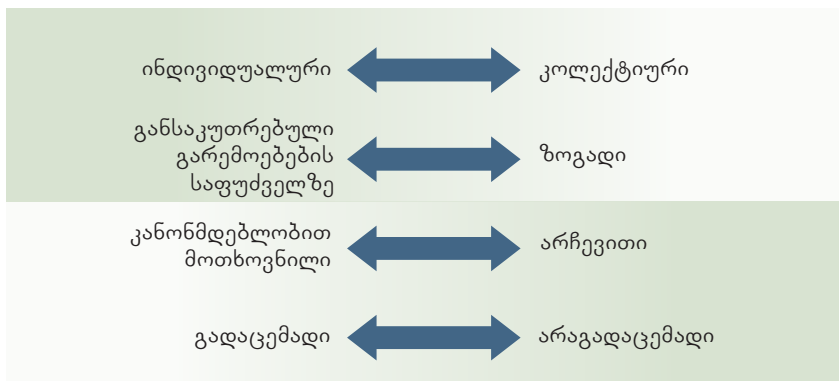 ინდივიდუალური
კოლექტიური
განსაკუთრებული
გარემოებების
საფუძველზე
ზოგადი
კანონმდებლობით
მოთხოვნილი
არჩევითი
გადაცემადი
არაგადაცემადი